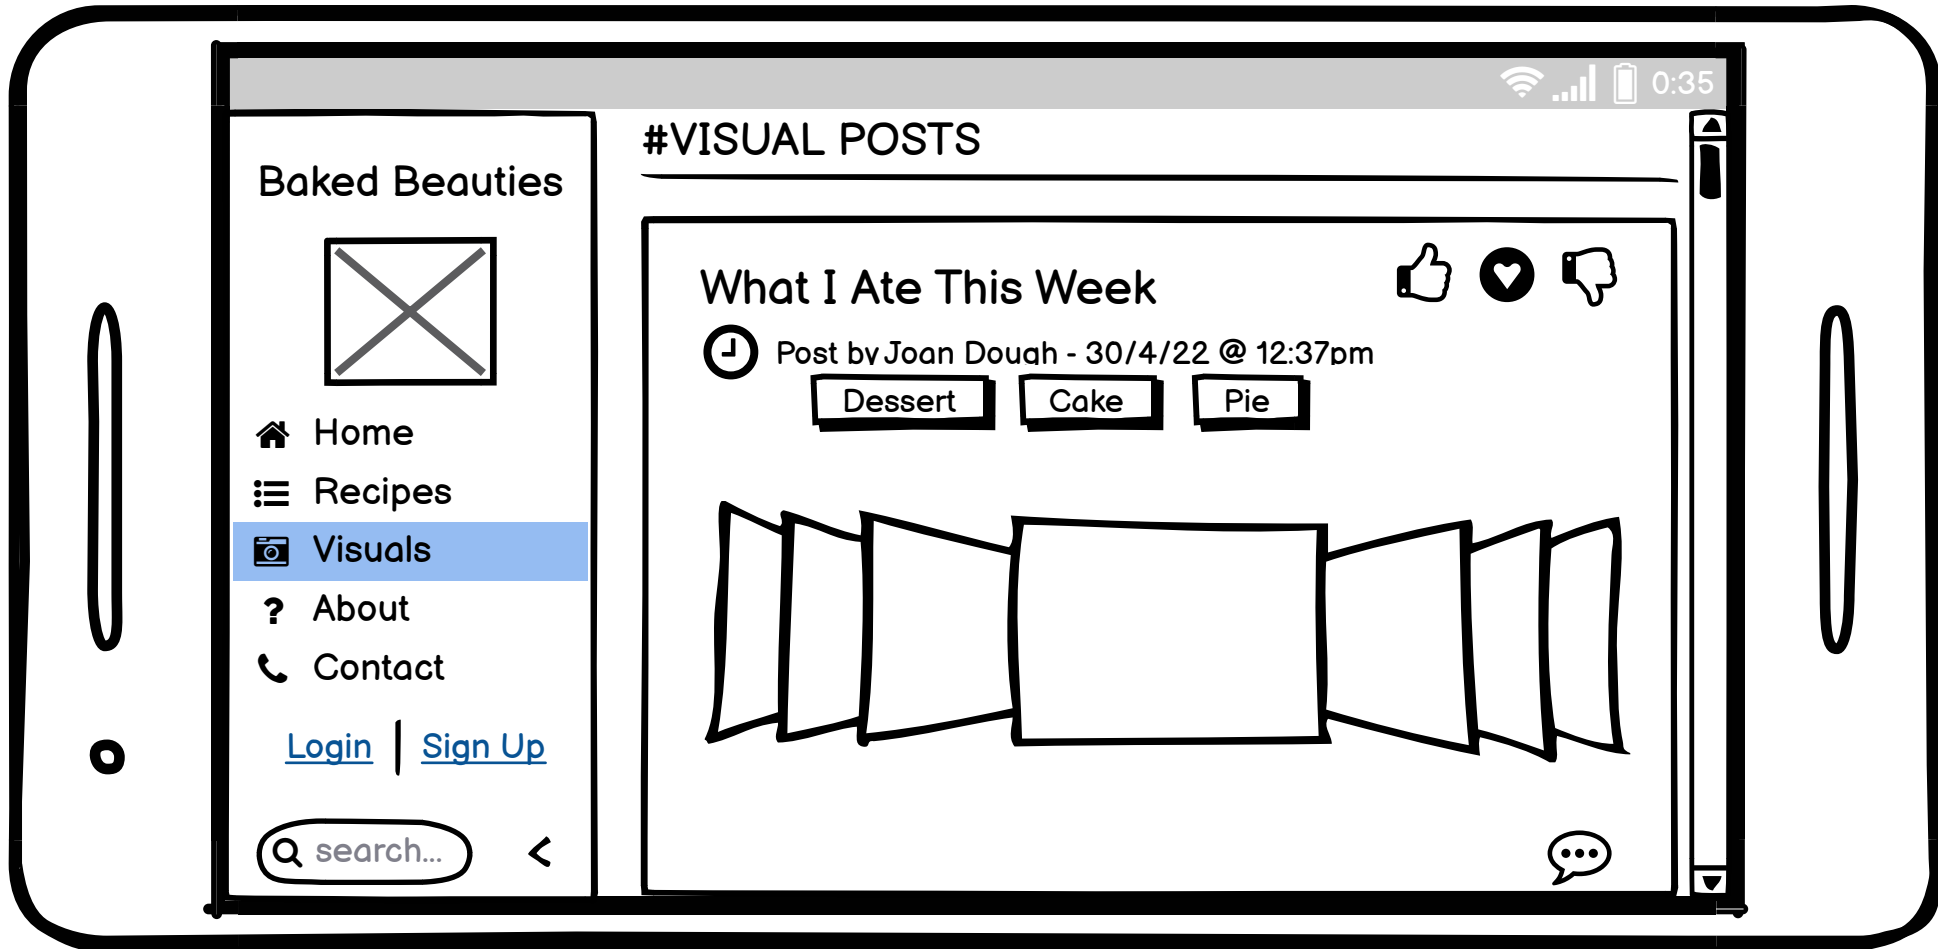 0:35
Baked Beauties
Home
Recipes
Visuals
? About
Contact
Login | Sign Up
search...
<
#VISUAL POSTS
What I Ate This Week
Post by Joan Dough - 30/4/22 @ 12:37pm
Dessert Cake Pie